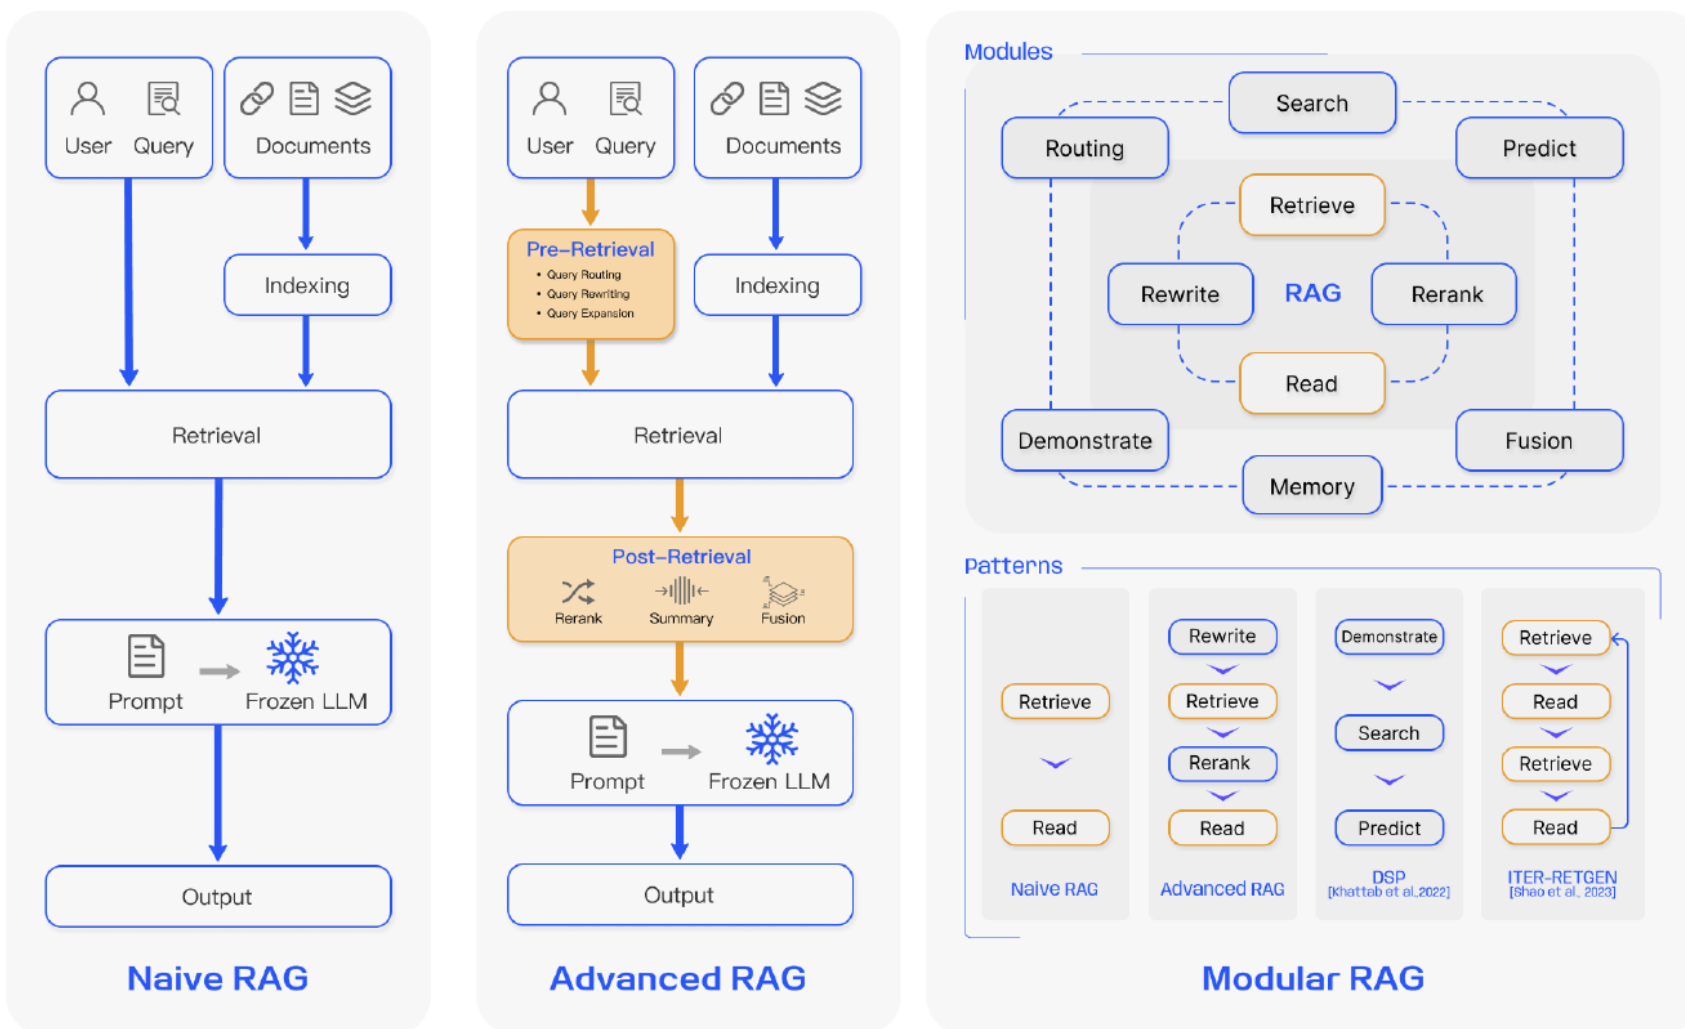 User Query
Documents
Indexing
Retrieval
Prompt
Frozen LLM
Output
Naive RAG
User Query
Documents
Pre-Retrieval
• Query Routing
• Query Rewriting
• Query Expansion
Indexing
Retrieval
Post-Retrieval
Rerank
Summary
Fusion
Prompt
Frozen LLM
Output
Advanced RAG
Modules
Search
Routing
Predict
Retrieve
Rewrite
RAG
Rerank
Read
Demonstrate
Fusion
Memory
Patterns
Retrieve
Read
Naive RAG
Rewrite
Retrieve
Rerank
Read
Advanced RAG
Demonstrate
Search
Predict
DSP
[Khattab et al.,2022]
Retrieve
Read
Retrieve
Read
ITER-RETGEN
[Shao et al., 2023]
Modular RAG